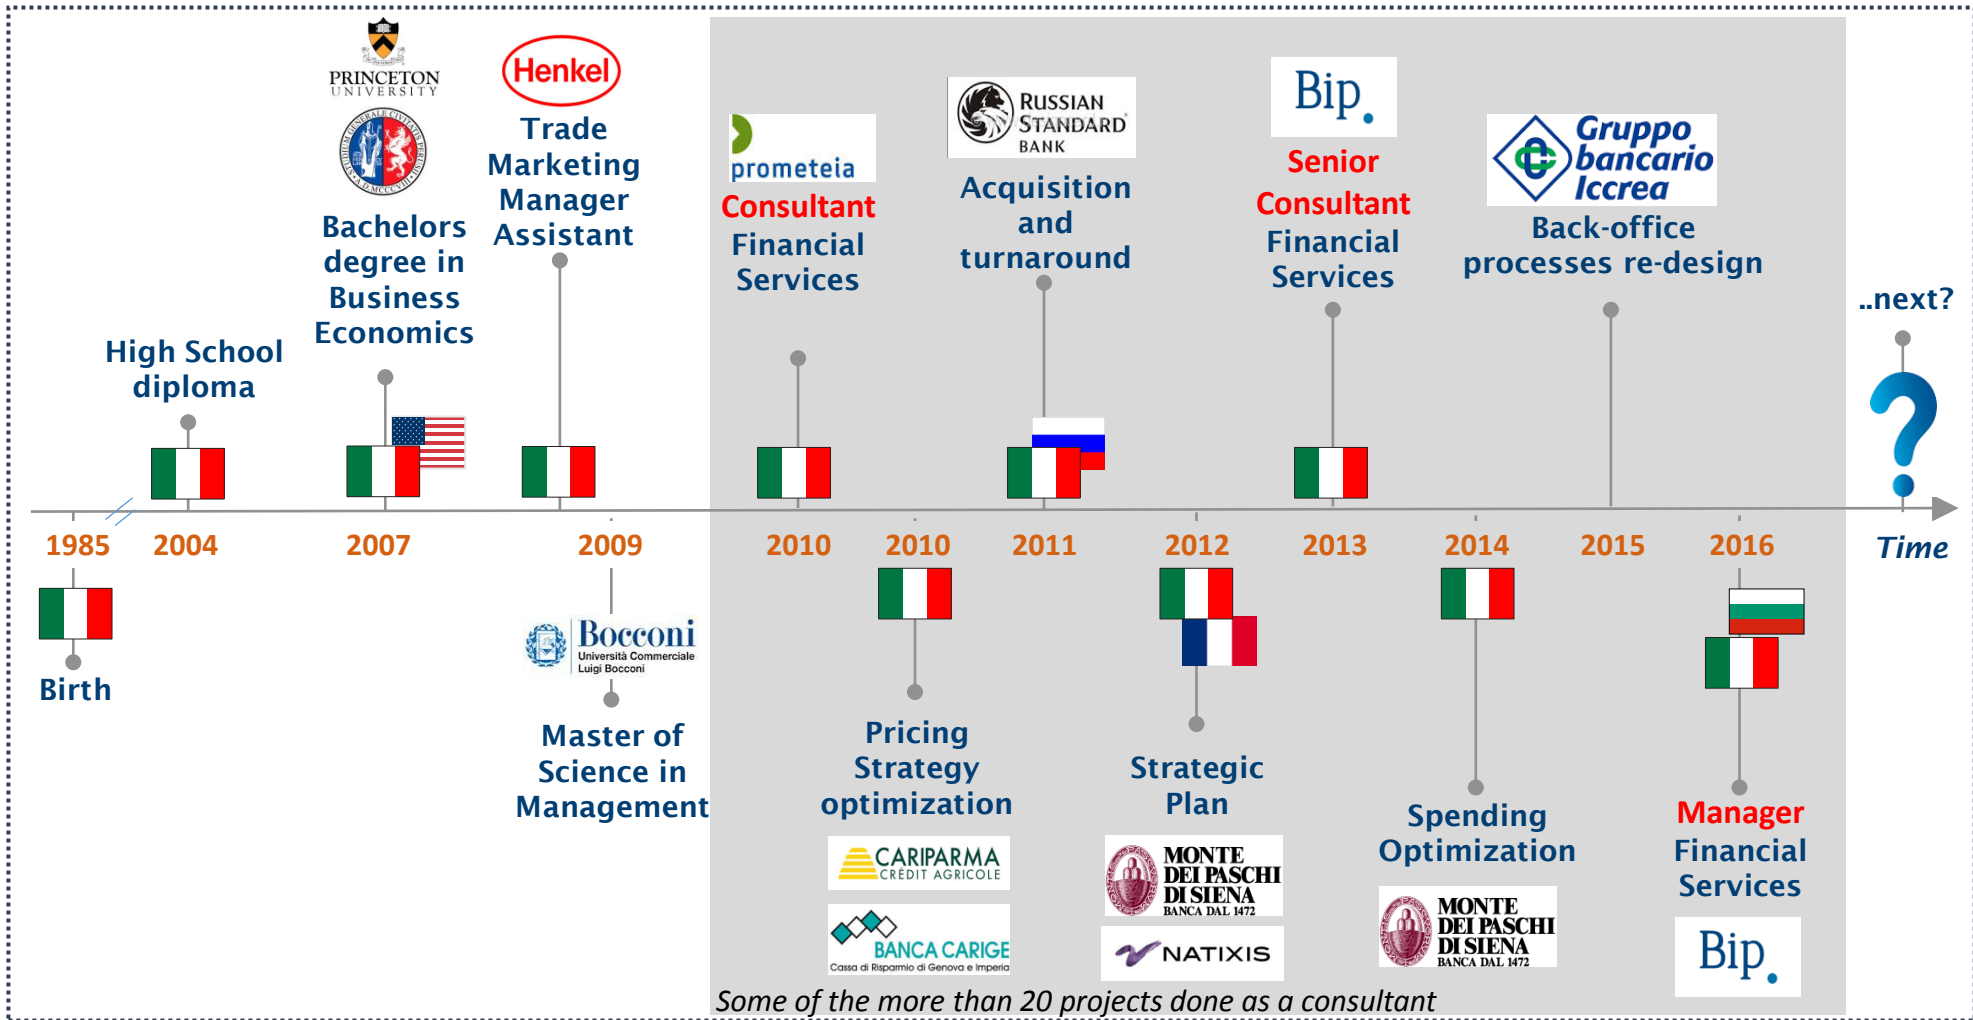 PRINCETON
UNIVERSITY
Bachelors
degree in
Business
Economics
Henkel
Trade
Marketing
Manager
Assistant
High School
diploma
prometeia
Consultant
Financial
Services
RUSSIAN
STANDARD
BANK
Acquisition
and
turnaround
Bip.
Senior
Consultant
Financial
Services
Gruppo
bancario
Iccrea
Back-office
processes re-design
..next?
?
1985
2004
2007
2009
2010
2010
2011
2012
2013
2014
2015
2016
Time
Birth
Bocconi
Università Commerciale
Luigi Bocconi
Master of
Science in
Management
Pricing
Strategy
optimization
CARIPARMA
CRÉDIT AGRICOLE
BANCA CARIGE
Cassa di Risparmio di Genova e Imperia
Strategic
Plan
MONTE
DEI PASCHI
DI SIENA
BANCA DAL 1472
NATIXIS
Spending
Optimization
MONTE
DEI PASCHI
DI SIENA
BANCA DAL 1472
Manager
Financial
Services
Bip.
Some of the more than 20 projects done as a consultant